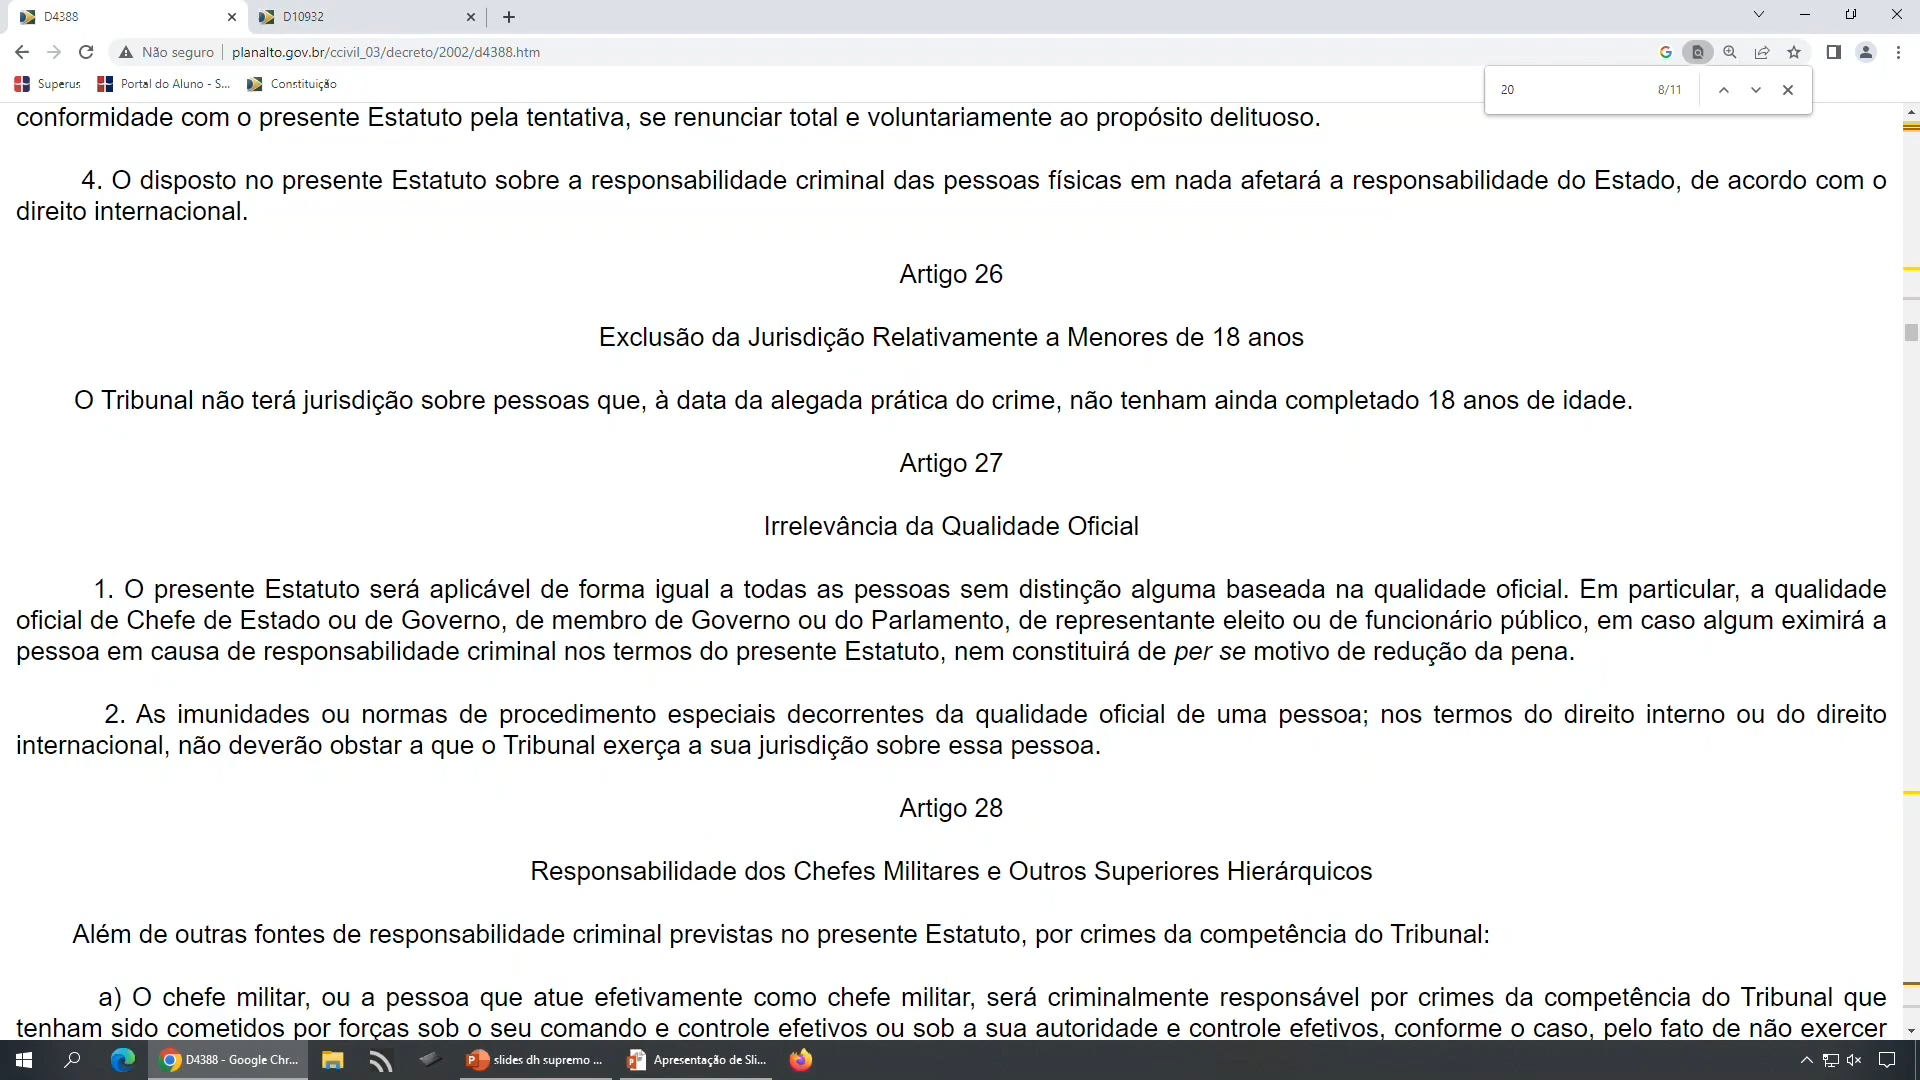 D4388
D10932
Não seguro
planalto.gov.br/ccivil_03/decreto/2002/d4388.htm
Superus
Portal do Aluno - S...
Constituição
20
8/11
conformidade com o presente Estatuto pela tentativa, se renunciar total e voluntariamente ao propósito delituoso.
4. O disposto no presente Estatuto sobre a responsabilidade criminal das pessoas físicas em nada afetará a responsabilidade do Estado, de acordo com o
direito internacional.
Artigo 26
Exclusão da Jurisdição Relativamente a Menores de 18 anos
O Tribunal não terá jurisdição sobre pessoas que, à data da alegada prática do crime, não tenham ainda completado 18 anos de idade.
Artigo 27
Irrelevância da Qualidade Oficial
1. O presente Estatuto será aplicável de forma igual a todas as pessoas sem distinção alguma baseada na qualidade oficial. Em particular, a qualidade
oficial de Chefe de Estado ou de Governo, de membro de Governo ou do Parlamento, de representante eleito ou de funcionário público, em caso algum eximirá a
pessoa em causa de responsabilidade criminal nos termos do presente Estatuto, nem constituirá de per se motivo de redução da pena.
2. As imunidades ou normas de procedimento especiais decorrentes da qualidade oficial de uma pessoa; nos termos do direito interno ou do direito
internacional, não deverão obstar a que o Tribunal exerça a sua jurisdição sobre essa pessoa.
Artigo 28
Responsabilidade dos Chefes Militares e Outros Superiores Hierárquicos
Além de outras fontes de responsabilidade criminal previstas no presente Estatuto, por crimes da competência do Tribunal:
a) O chefe militar, ou a pessoa que atue efetivamente como chefe militar, será criminalmente responsável por crimes da competência do Tribunal que
tenham sido cometidos por forças sob o seu comando e controle efetivos ou sob a sua autoridade e controle efetivos, conforme o caso, pelo fato de não exercer
D4388 - Google Chr...
slides dh supremo ...
Apresentação de Sli...